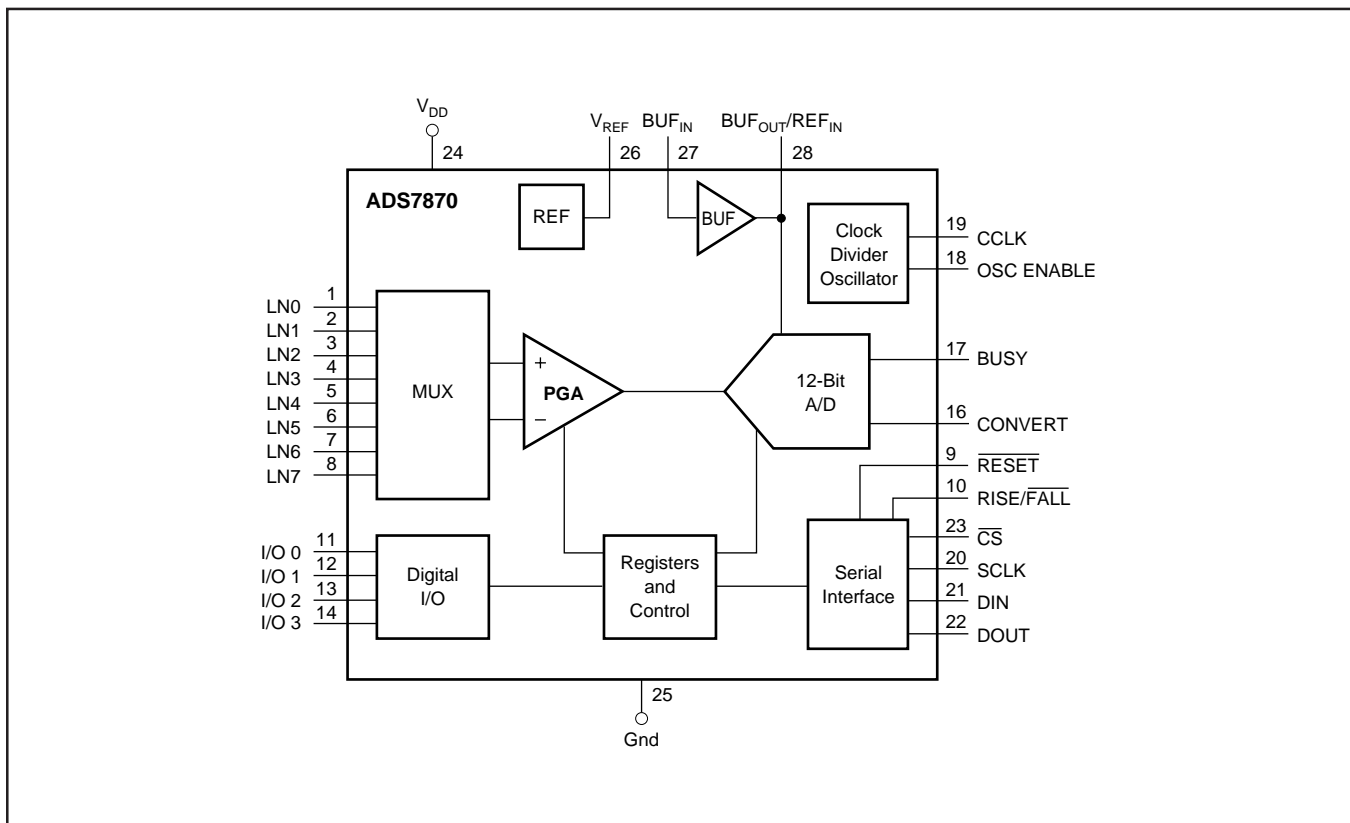 V_DD
24
V_REF
26
BUF_IN
27
BUF_OUT/REF_IN
28
ADS7870
REF
BUF
Clock
Divider
Oscillator
19
CCLK
18
OSC ENABLE
LN0
1
LN1
2
LN2
3
LN3
4
LN4
5
LN5
6
LN6
7
LN7
8
MUX
+
PGA
−
12-Bit
A/D
17
BUSY
16
CONVERT
9
RESET
10
RISE/FALL
23
CS
20
SCLK
21
DIN
22
DOUT
I/O 0
11
I/O 1
12
I/O 2
13
I/O 3
14
Digital
I/O
Registers
and
Control
Serial
Interface
25
Gnd